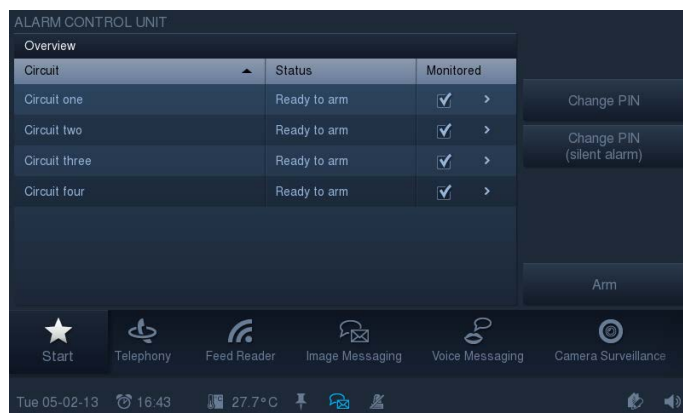 ALARM CONTROL UNIT
Overview
Circuit Status Monitored
Circuit one Ready to arm
Circuit two Ready to arm
Circuit three Ready to arm
Circuit four Ready to arm
Change PIN
Change PIN
(silent alarm)
Arm
Start Telephony Feed Reader Image Messaging Voice Messaging Camera Surveillance
Tue 05-02-13 16:43 27.7°C